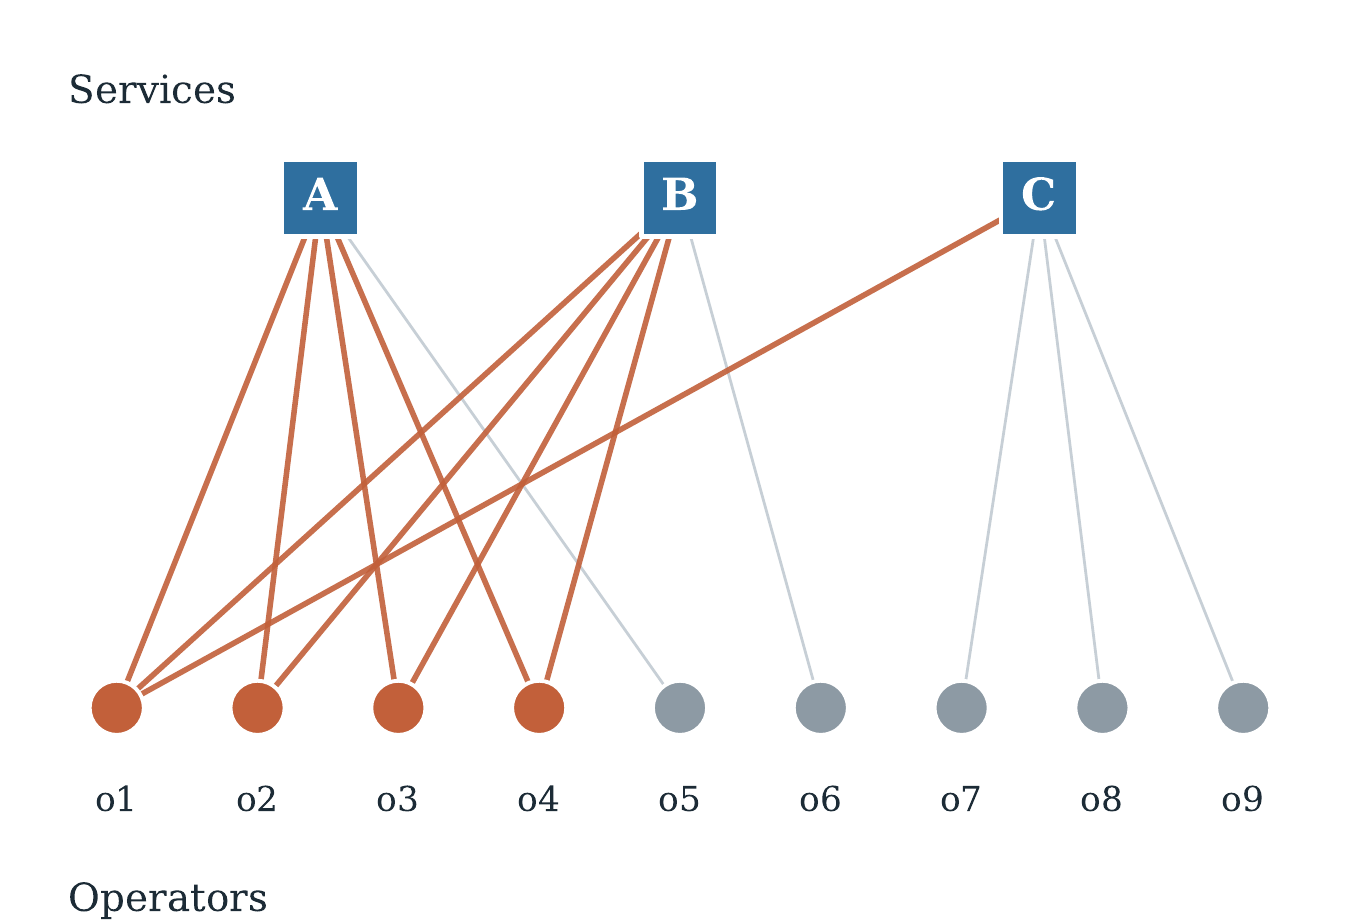 Services
A B C
o1 o2 o3 o4 o5 o6 o7 o8 o9
Operators